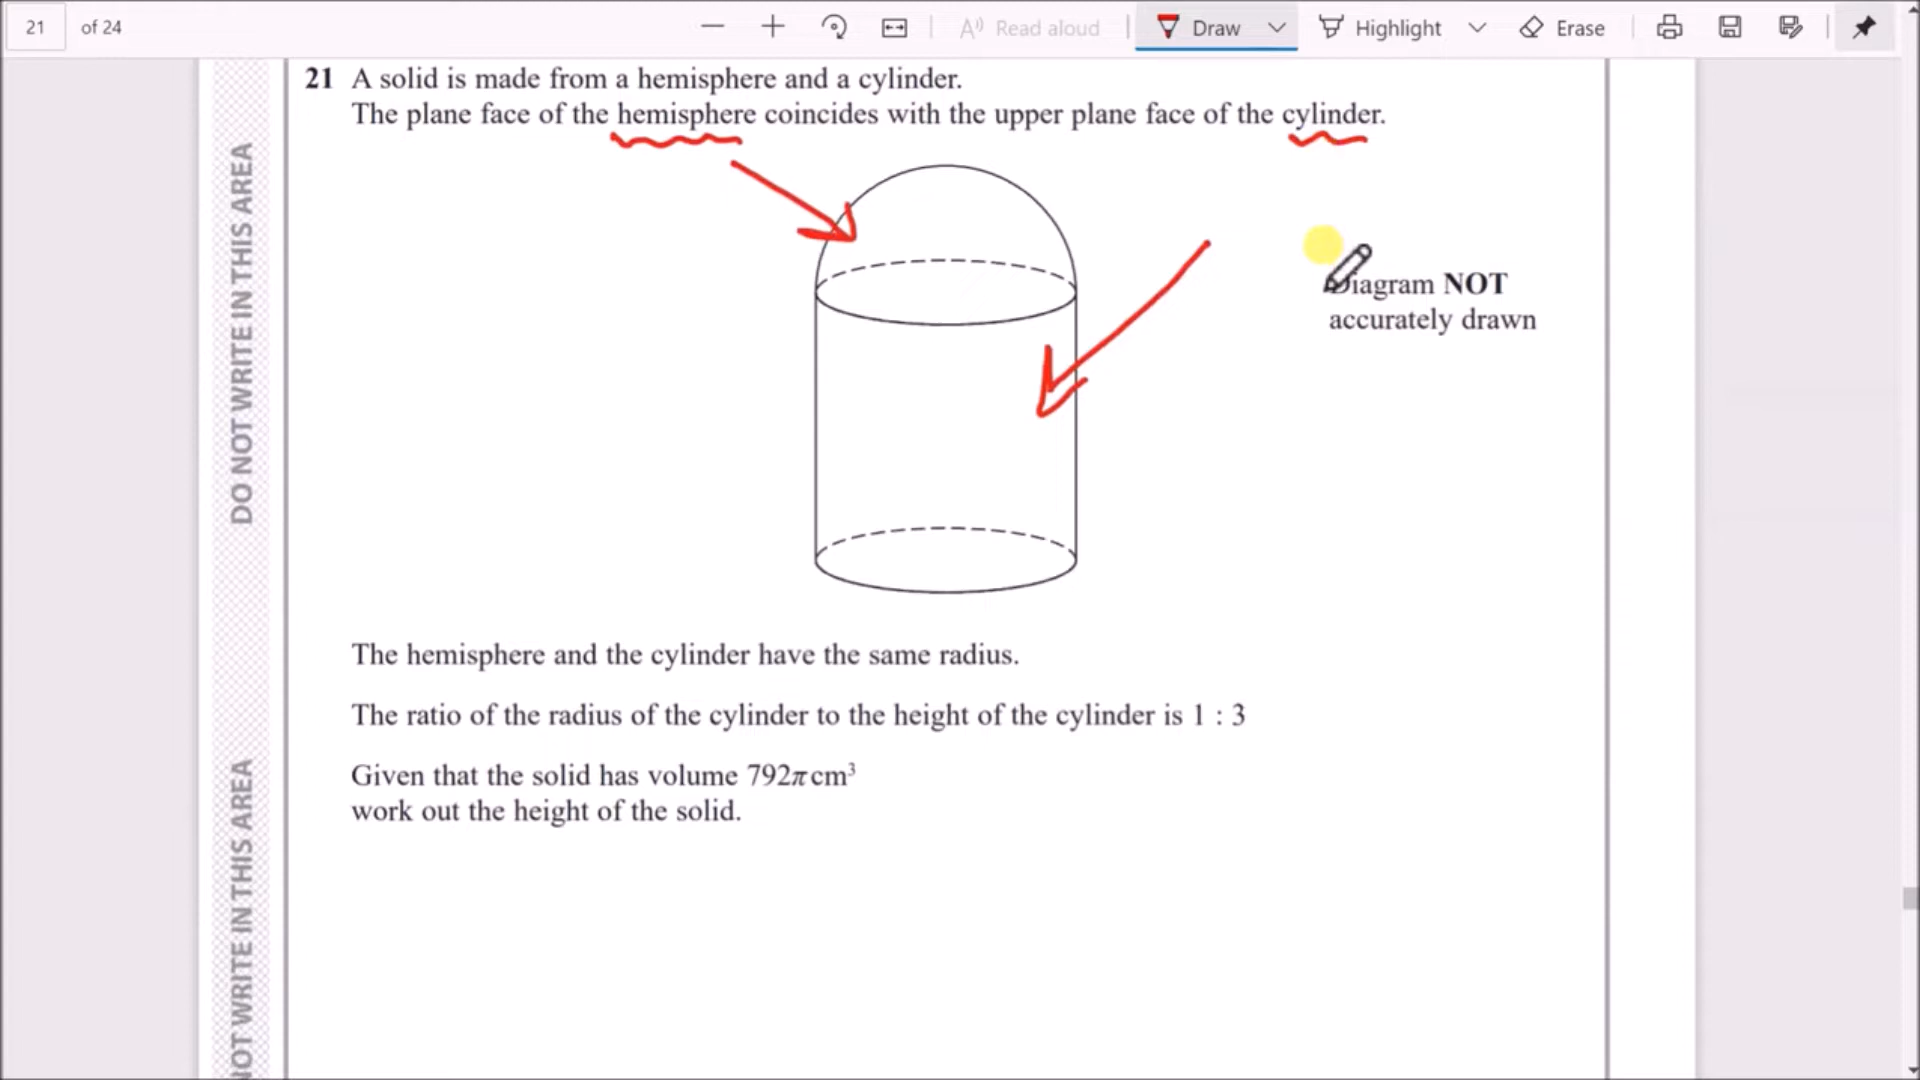 21 of 24 Read aloud Draw Highlight Erase
21 A solid is made from a hemisphere and a cylinder.
The plane face of the hemisphere coincides with the upper plane face of the cylinder.
Diagram NOT
accurately drawn
The hemisphere and the cylinder have the same radius.
The ratio of the radius of the cylinder to the height of the cylinder is 1 : 3
Given that the solid has volume 792π cm³
work out the height of the solid.
DO NOT WRITE IN THIS AREA
NOT WRITE IN THIS AREA